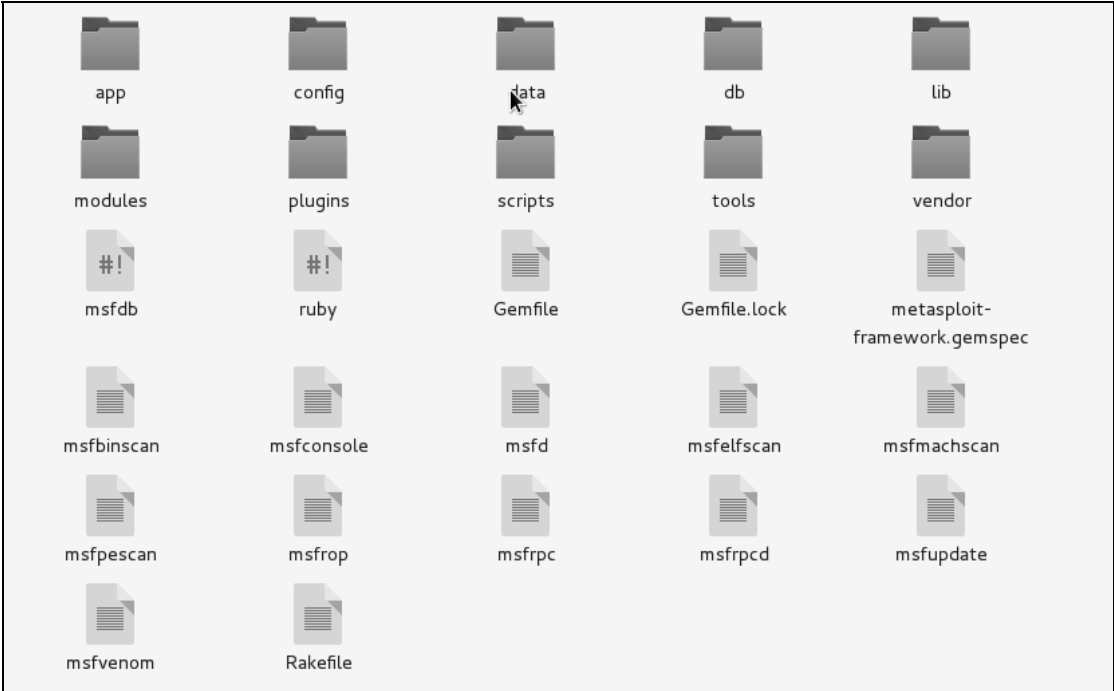 app config data db lib
modules plugins scripts tools vendor
#! #!
msfdb ruby Gemfile Gemfile.lock metasploit-
framework.gemspec
msfbinscan msfconsole msfd msfelfscan msfmachscan
msfpescan msfrop msfrpc msfrpcd msfupdate
msfvenom Rakefile